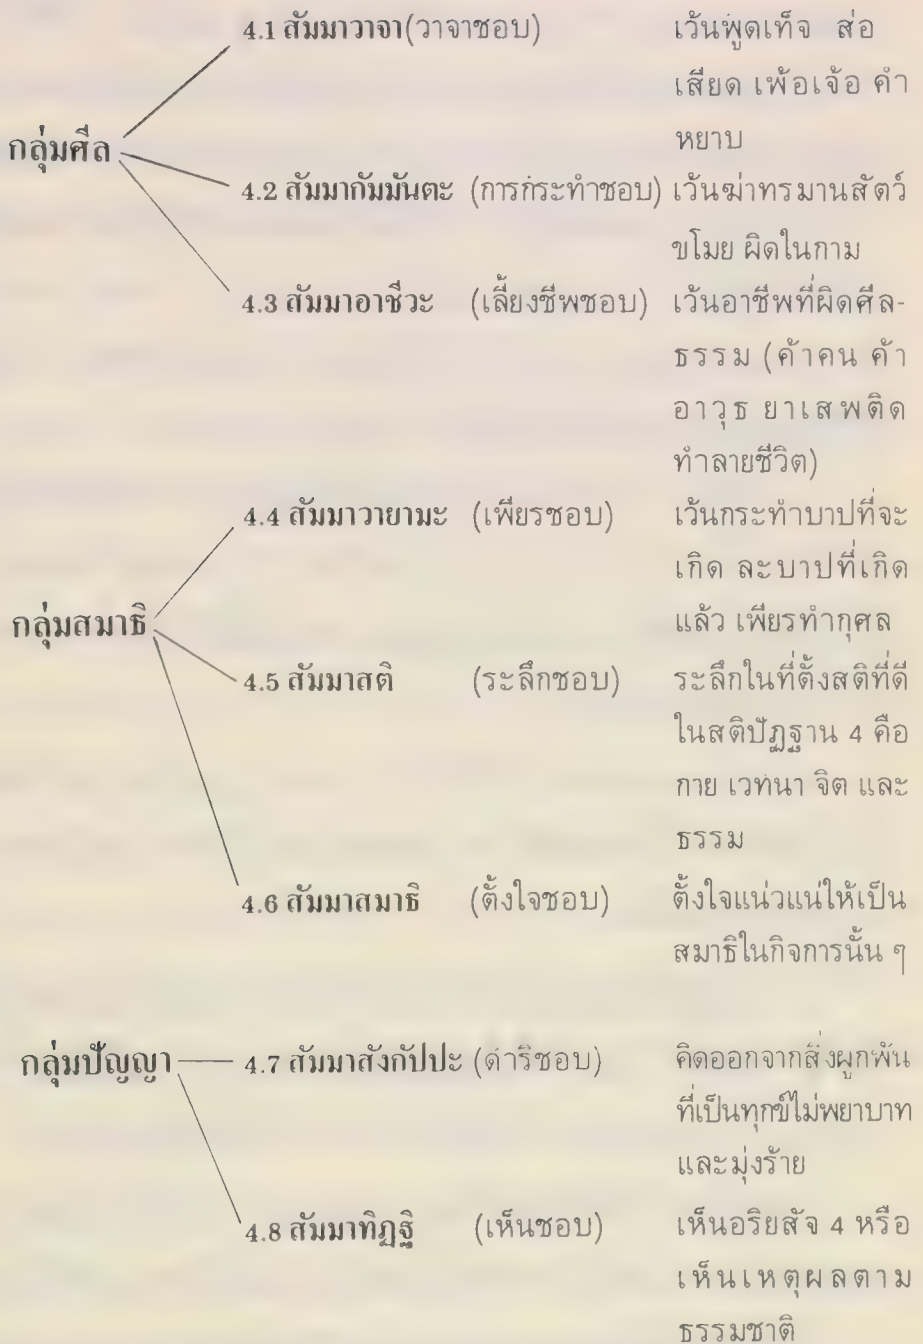 4.1 สัมมาวาจา(วาจาชอบ) เว้นพูดเท็จ ส่อ
เสียด เพ้อเจ้อ คำ
หยาบ
กลุ่มศีล
4.2 สัมมากัมมันตะ (การกระทำชอบ) เว้นฆ่าทรมานสัตว์
ขโมย ผิดในกาม
4.3 สัมมาอาชีวะ (เลี้ยงชีพชอบ) เว้นอาชีพที่ผิดศีล-
ธรรม (ค้าคน ค้า
อาวุธ ยาเสพติด
ทำลายชีวิต)
4.4 สัมมาวายามะ (เพียรชอบ) เว้นกระทำบาปที่จะ
เกิด ละบาปที่เกิด
กลุ่มสมาธิ แล้ว เพียรทำกุศล
4.5 สัมมาสติ (ระลึกชอบ) ระลึกในที่ตั้งสติที่ดี
ในสติปัฏฐาน 4 คือ
กาย เวทนา จิต และ
ธรรม
4.6 สัมมาสมาธิ (ตั้งใจชอบ) ตั้งใจแน่วแน่ให้เป็น
สมาธิในกิจการนั้น ๆ
กลุ่มปัญญา 4.7 สัมมาสังกัปปะ (ดำริชอบ) คิดออกจากสิ่งผูกพัน
ที่เป็นทุกข์ไม่พยาบาท
และมุ่งร้าย
4.8 สัมมาทิฏฐิ (เห็นชอบ) เห็นอริยสัจ 4 หรือ
เห็นเหตุผลตาม
ธรรมชาติ